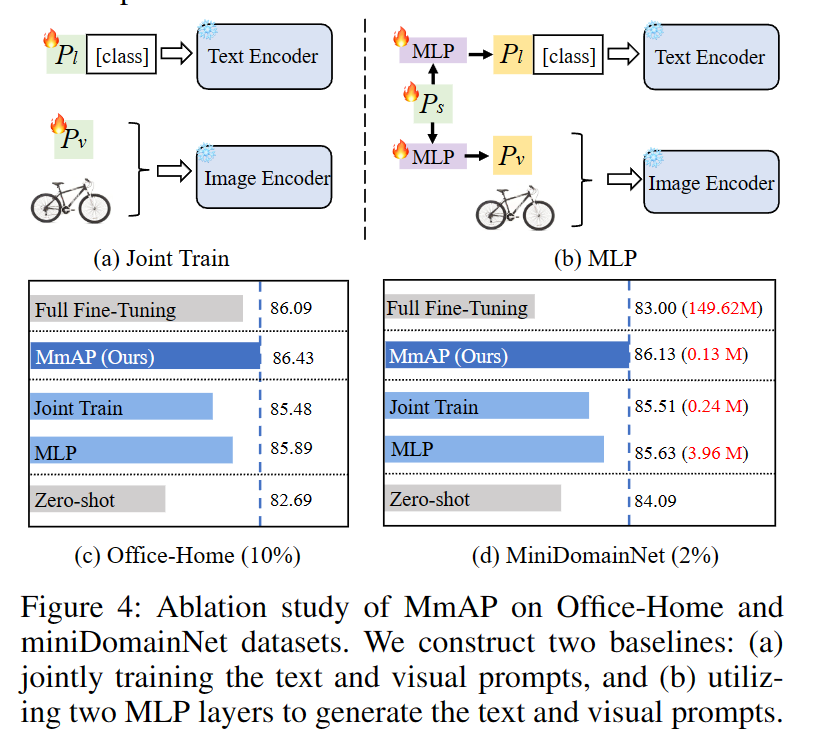 Pl [class] Text Encoder
Pv
Image Encoder
(a) Joint Train
MLP Pl [class] Text Encoder
Ps
MLP Pv
Image Encoder
(b) MLP
Full Fine-Tuning 86.09
MmAP (Ours) 86.43
Joint Train 85.48
MLP 85.89
Zero-shot 82.69
(c) Office-Home (10%)
Full Fine-Tuning 83.00 (149.62M)
MmAP (Ours) 86.13 (0.13 M)
Joint Train 85.51 (0.24 M)
MLP 85.63 (3.96 M)
Zero-shot 84.09
(d) MiniDomainNet (2%)
Figure 4: Ablation study of MmAP on Office-Home and
miniDomainNet datasets. We construct two baselines: (a)
jointly training the text and visual prompts, and (b) utiliz-
ing two MLP layers to generate the text and visual prompts.